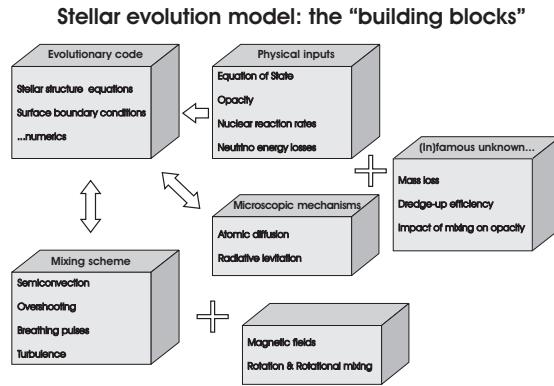 Stellar evolution model: the “building blocks”
Evolutionary code
Stellar structure equations
Surface boundary conditions
...numerics
Physical inputs
Equation of State
Opacity
Nuclear reaction rates
Neutrino energy losses
(In)famous unknown...
Mass loss
Dredge-up efficiency
Impact of mixing on opacity
Microscopic mechanisms
Atomic diffusion
Radiative levitation
Mixing scheme
Semiconvection
Overshooting
Breathing pulses
Turbulence
Magnetic fields
Rotation & Rotational mixing